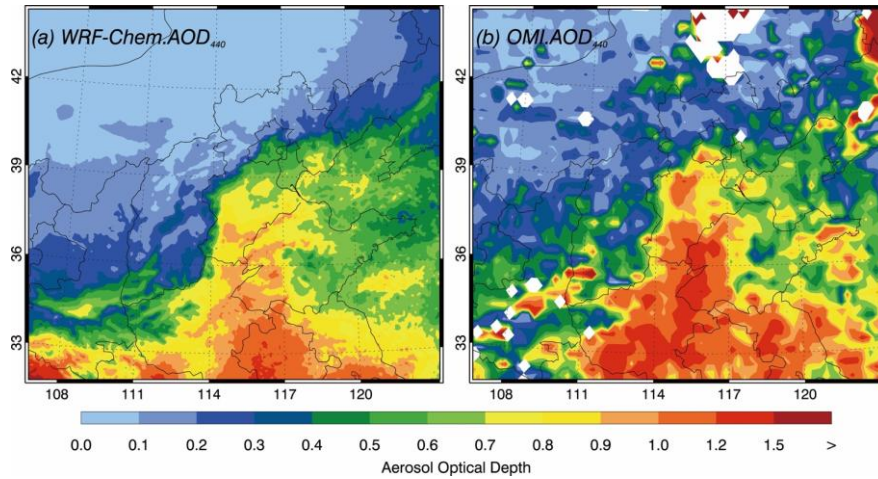 (a) WRF-Chem.AOD440
(b) OMI.AOD440
42
39
36
33
42
39
36
33
108 111 114 117 120
108 111 114 117 120
0.0 0.1 0.2 0.3 0.4 0.5 0.6 0.7 0.8 0.9 1.0 1.2 1.5 >
Aerosol Optical Depth